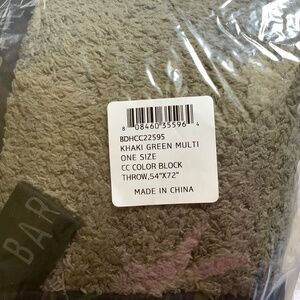 8 08460 35596 4
BDHCC22595
KHAKI GREEN MULTI
ONE SIZE
CC COLOR BLOCK
THROW,54"X72"
MADE IN CHINA
BAR